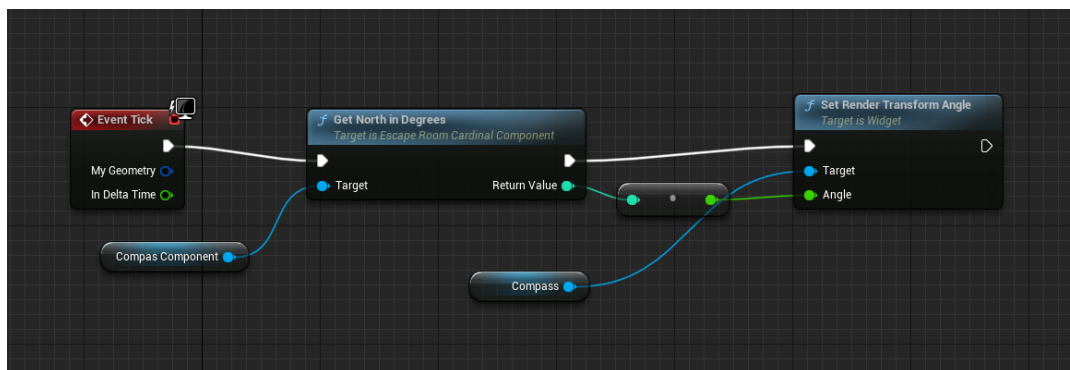 Event Tick
My Geometry
In Delta Time
Compas Component
f Get North in Degrees
Target is Escape Room Cardinal Component
Target
Return Value
Compass
f Set Render Transform Angle
Target is Widget
Target
Angle